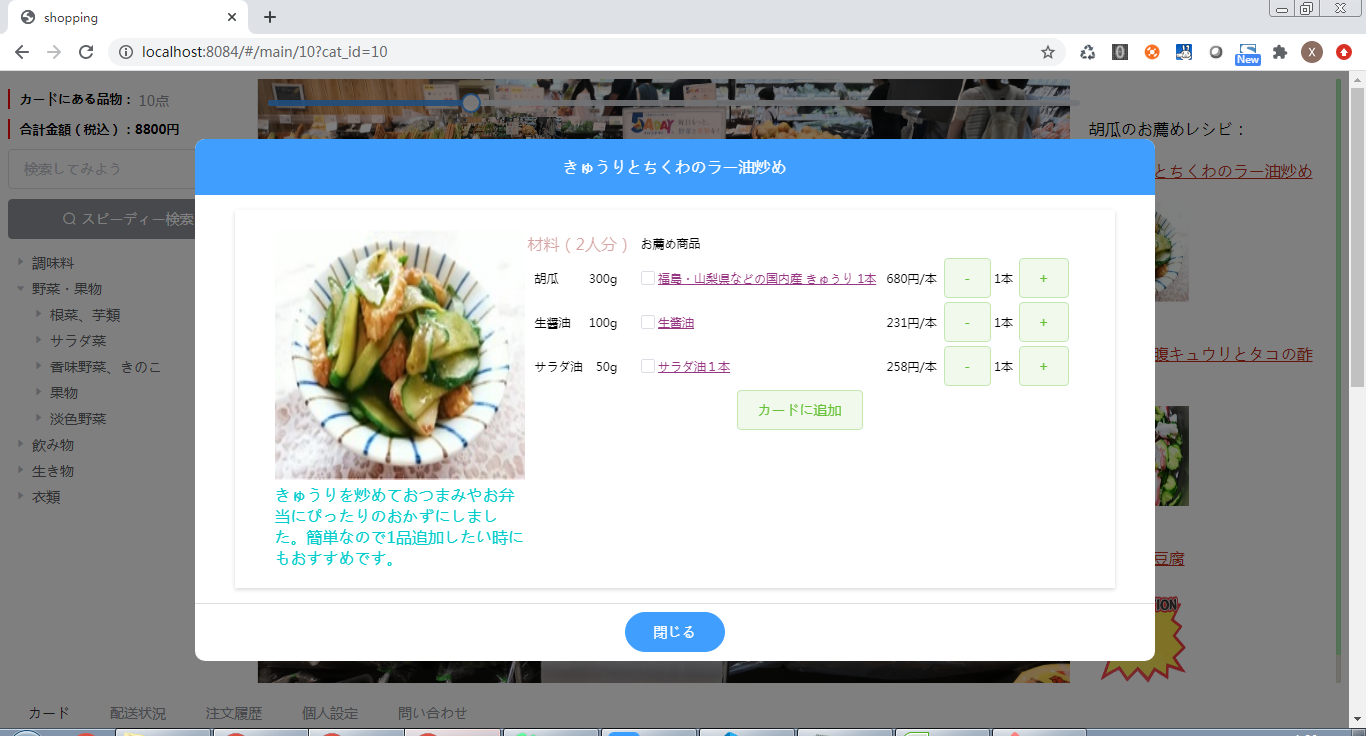 shopping
localhost:8084/#/main/10?cat_id=10
New
X
カードにある品物： 10点
合計金額（税込）：8800円
検索してみよう
スピーディー検索
調味料
野菜・果物
根菜、芋類
サラダ菜
香味野菜、きのこ
果物
淡色野菜
飲み物
生き物
衣類
5 A DAY
胡瓜のお薦めレシピ：
とちくわのラー油炒め
腹キュウリとタコの酢
豆腐
ION
きゅうりとちくわのラー油炒め
材料（2人分） お薦め商品
胡瓜 300g 福島・山梨県などの国内産 きゅうり 1本 680円/本 - 1本 +
生醤油 100g 生醤油 231円/本 - 1本 +
サラダ油 50g サラダ油１本 258円/本 - 1本 +
カードに追加
きゅうりを炒めておつまみやお弁
当にぴったりのおかずにしまし
た。簡単なので1品追加したい時に
もおすすめです。
閉じる
カード 配送状況 注文履歴 個人設定 問い合わせ